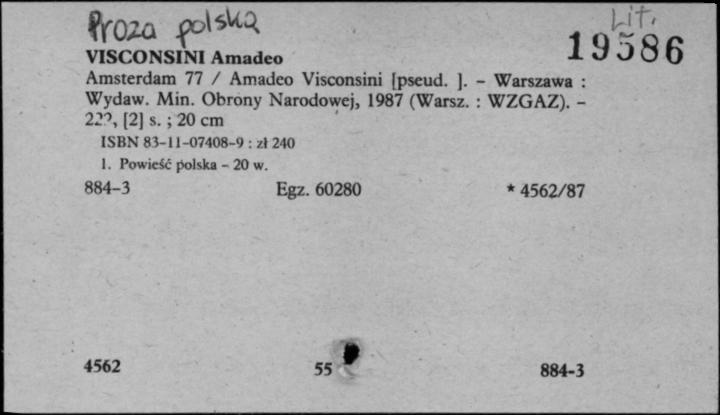 Proza polska
Lit.
19586
VISCONSINI Amadeo
Amsterdam 77 / Amadeo Visconsini [pseud. ]. – Warszawa :
Wydaw. Min. Obrony Narodowej, 1987 (Warsz. : WZGAZ). –
[2] s. ; 20 cm
ISBN 83-11-07408-9 : zł 240
1. Powieść polska – 20 w.
884-3 Egz. 60280 * 4562/87
4562 55 884-3